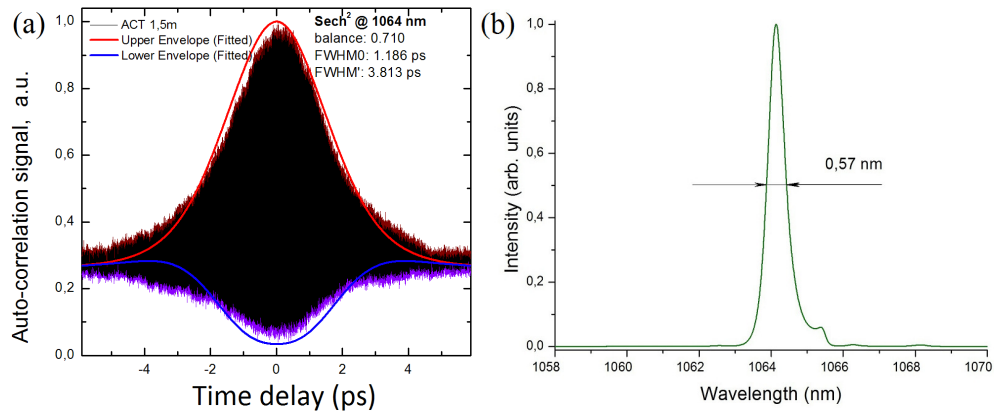 (a)
ACT 1,5m
Upper Envelope (Fitted)
Lower Envelope (Fitted)
Sech² @ 1064 nm
balance: 0.710
FWHM0: 1.186 ps
FWHM': 3.813 ps
1,0
0,8
0,6
0,4
0,2
0,0
Auto-correlation signal, a.u.
-4 -2 0 2 4
Time delay (ps)
(b)
1,0
0,8
0,6
0,4
0,2
0,0
Intensity (arb. units)
0,57 nm
1058 1060 1062 1064 1066 1068 1070
Wavelength (nm)